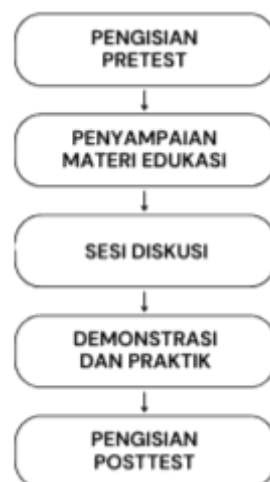 PENGISIAN
PRETEST
PENYAMPAIAN
MATERI EDUKASI
SESI DISKUSI
DEMONSTRASI
DAN PRAKTIK
PENGISIAN
POSTTEST